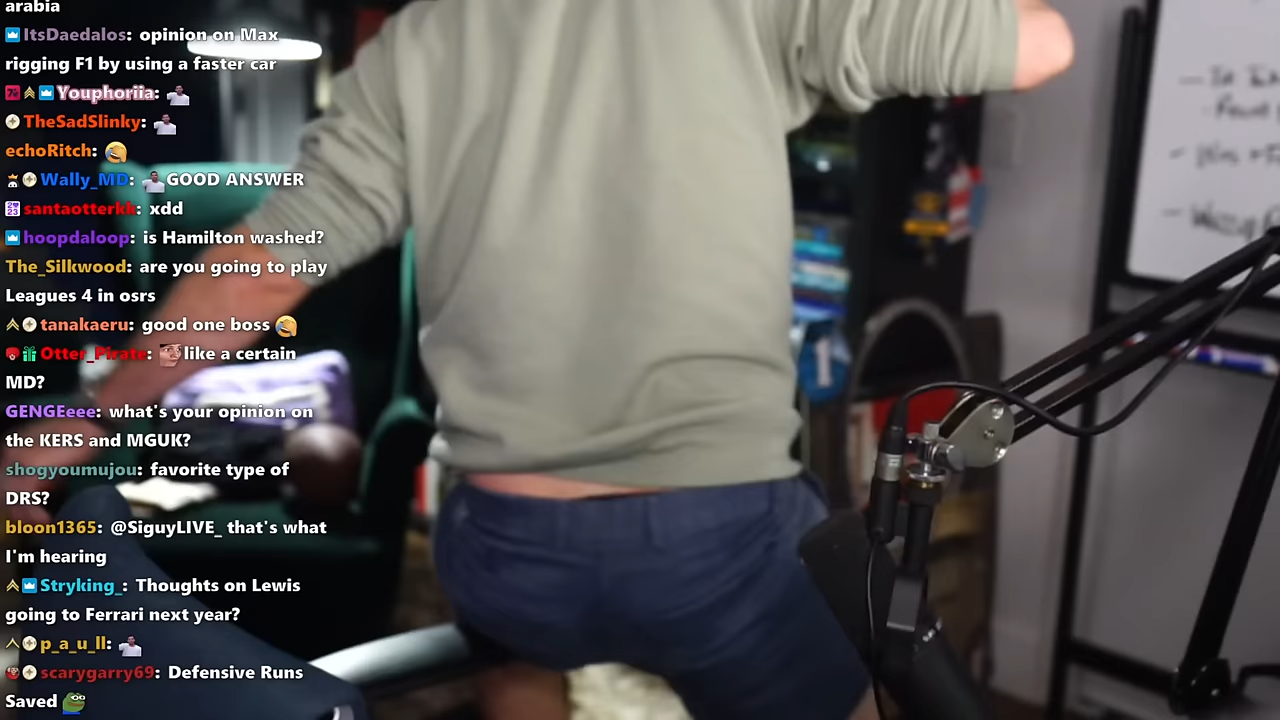 arabia
ItsDaedalos: opinion on Max
rigging F1 by using a faster car
Youphoriia:
TheSadSlinky:
echoRitch:
Wally_MD: GOOD ANSWER
santaotterkh: xdd
hoopdaloop: is Hamilton washed?
The_Silkwood: are you going to play
Leagues 4 in osrs
tanakaeru: good one boss
Otter_Pirate: like a certain
MD?
GENGEeee: what's your opinion on
the KERS and MGUK?
shogyoumujou: favorite type of
DRS?
bloon1365: @SiguyLIVE_ that's what
I'm hearing
Stryking_: Thoughts on Lewis
going to Ferrari next year?
p_a_u_ll:
scarygarry69: Defensive Runs
Saved